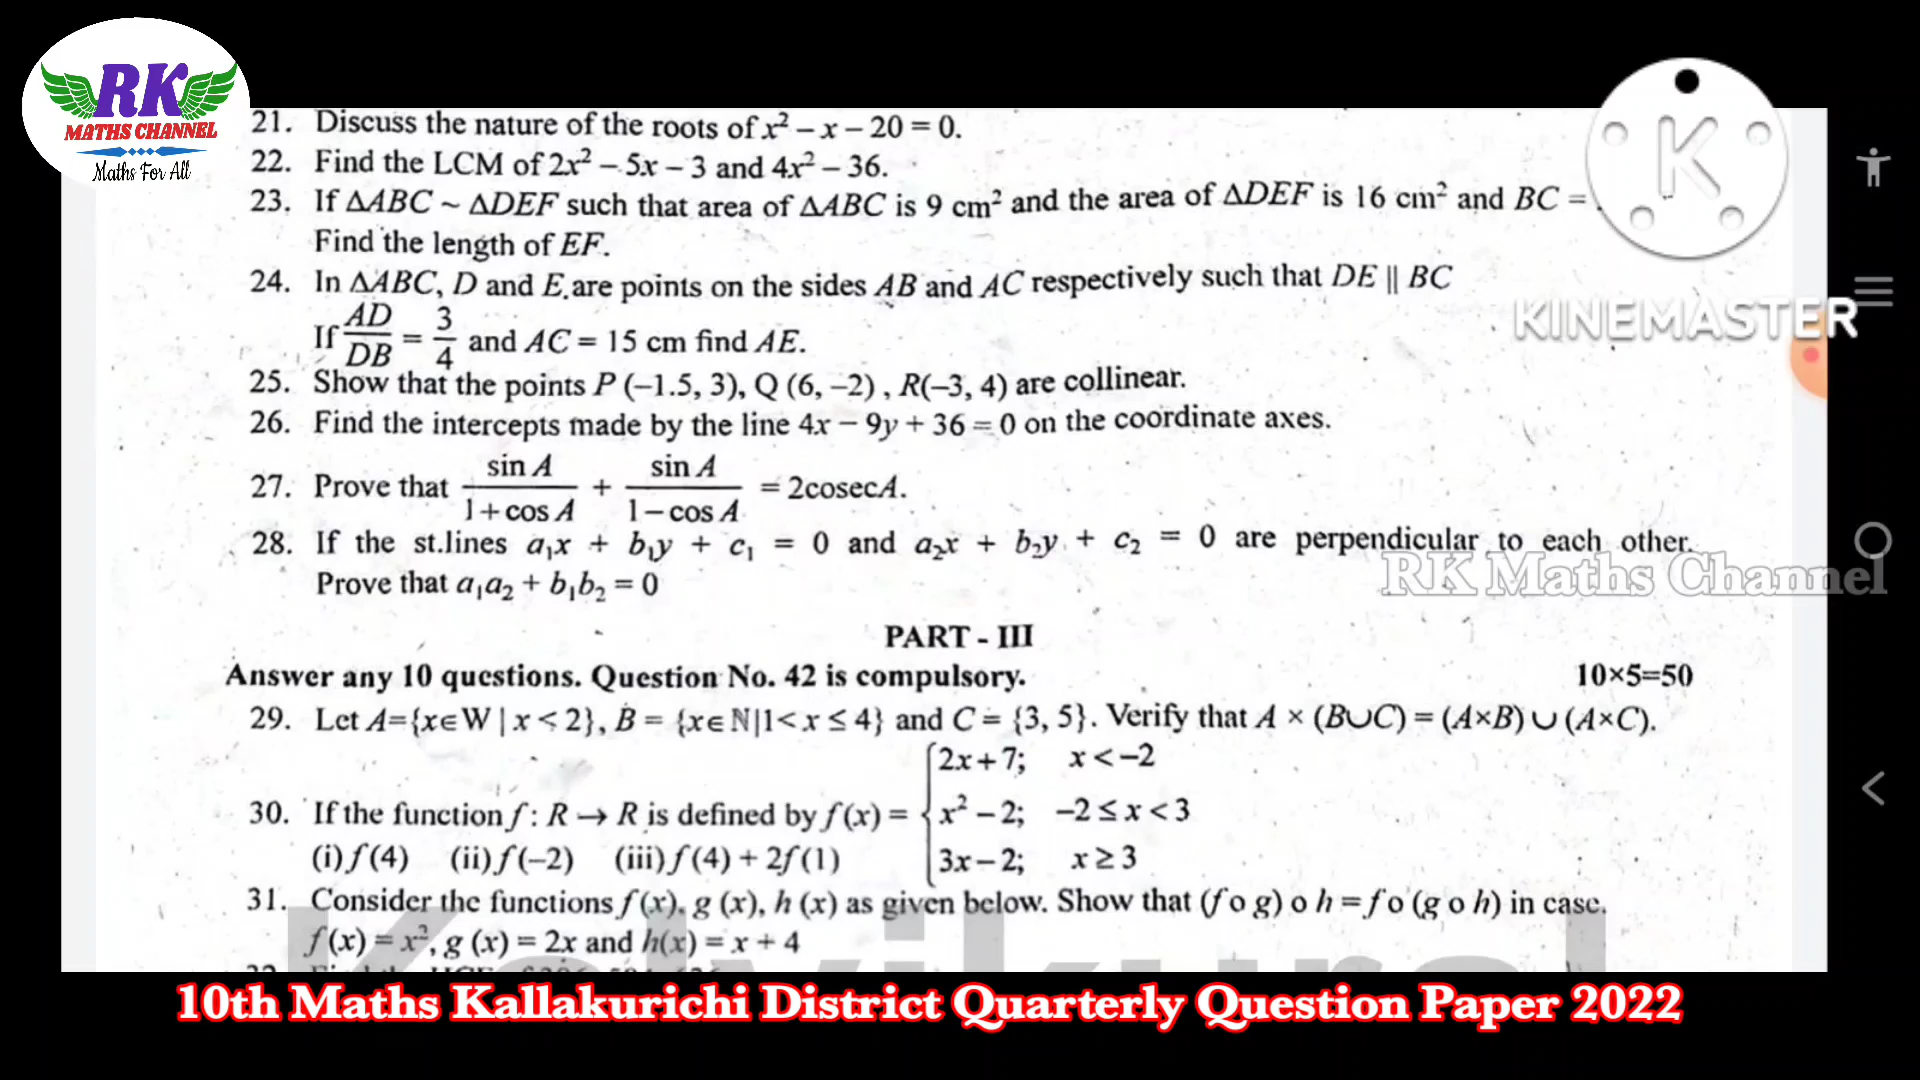 RK
MATHS CHANNEL
Maths For All
K
KINEMASTER
21. Discuss the nature of the roots of x² – x – 20 = 0.
22. Find the LCM of 2x² – 5x – 3 and 4x² – 36.
23. If ΔABC ~ ΔDEF such that area of ΔABC is 9 cm² and the area of ΔDEF is 16 cm² and BC =
Find the length of EF.
24. In ΔABC, D and E are points on the sides AB and AC respectively such that DE || BC
If AD/DB = 3/4 and AC = 15 cm find AE.
25. Show that the points P (–1.5, 3), Q (6, –2) , R(–3, 4) are collinear.
26. Find the intercepts made by the line 4x – 9y + 36 = 0 on the coordinate axes.
27. Prove that sin A/1+cos A + sin A/1–cos A = 2cosecA.
28. If the st.lines a₁x + b₁y + c₁ = 0 and a₂x + b₂y + c₂ = 0 are perpendicular to each other.
Prove that a₁a₂ + b₁b₂ = 0
RK Maths Channel
PART - III
Answer any 10 questions. Question No. 42 is compulsory. 10×5=50
29. Let A={x∈W | x < 2}, B = {x∈ℕ|1< x ≤ 4} and C = {3, 5}. Verify that A × (B∪C) = (A×B) ∪ (A×C).
30. If the function f : R → R is defined by f(x) = { 2x+7; x < –2
x² – 2; –2 ≤ x < 3
3x – 2; x ≥ 3
(i) f(4) (ii) f(–2) (iii) f(4) + 2f(1)
31. Consider the functions f(x), g (x), h (x) as given below. Show that (f o g) o h = f o (g o h) in case.
f(x) = x², g (x) = 2x and h(x) = x + 4
10th Maths Kallakurichi District Quarterly Question Paper 2022